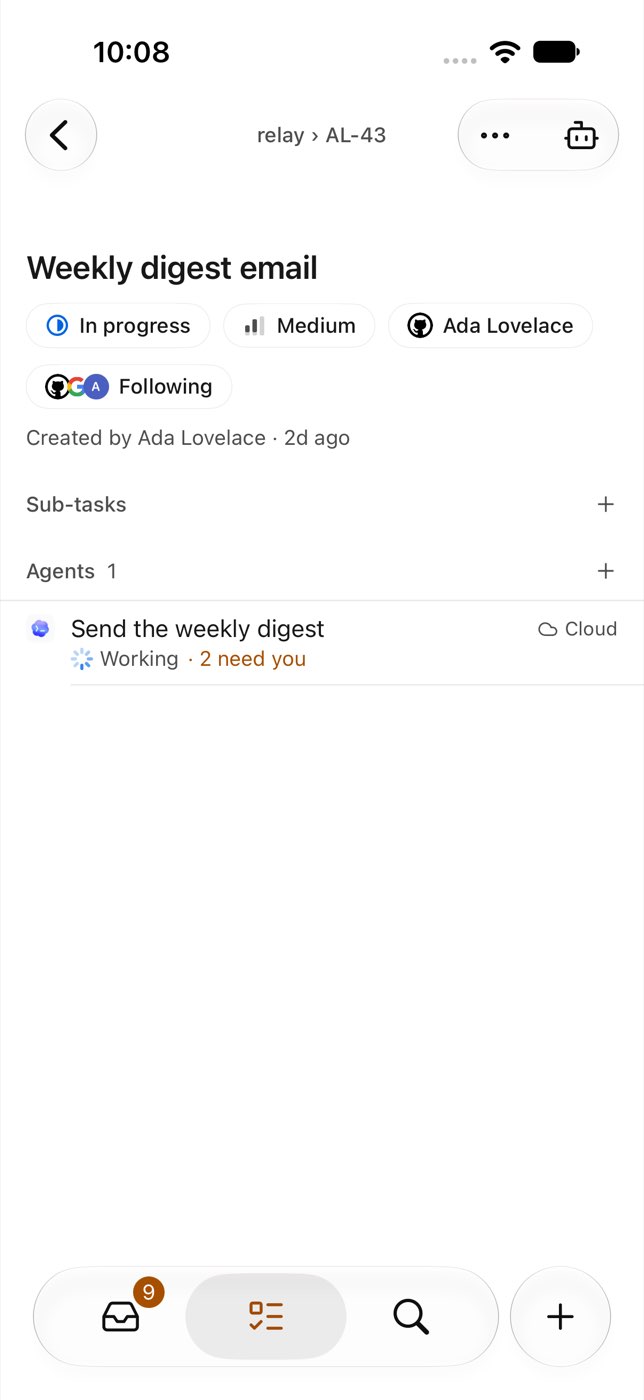 10:08
relay › AL-43
Weekly digest email
In progress
Medium
Ada Lovelace
A
Following
Created by Ada Lovelace · 2d ago
Sub-tasks
Agents 1
Send the weekly digest
Cloud
Working · 2 need you
9